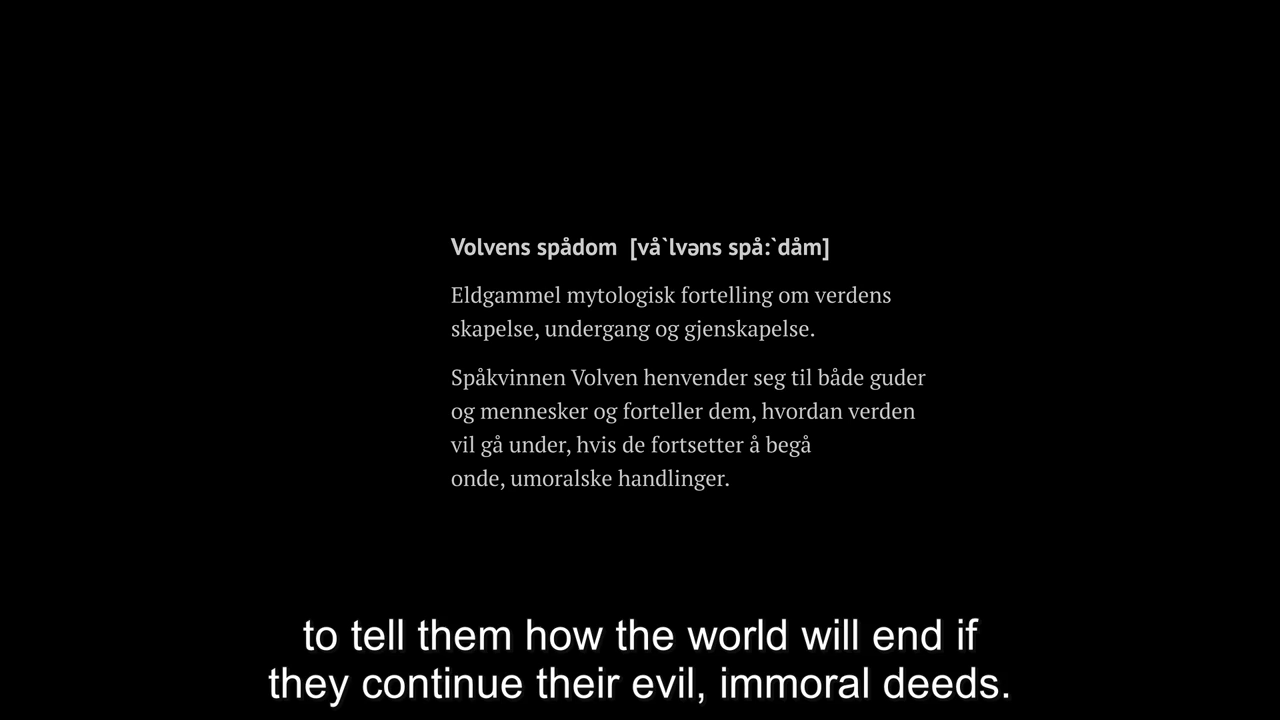 Volvens spådom [vå`lvəns spå:`dåm]
Eldgammel mytologisk fortelling om verdens
skapelse, undergang og gjenskapelse.
Spåkvinnen Volven henvender seg til både guder
og mennesker og forteller dem, hvordan verden
vil gå under, hvis de fortsetter å begå
onde, umoralske handlinger.
to tell them how the world will end if
they continue their evil, immoral deeds.